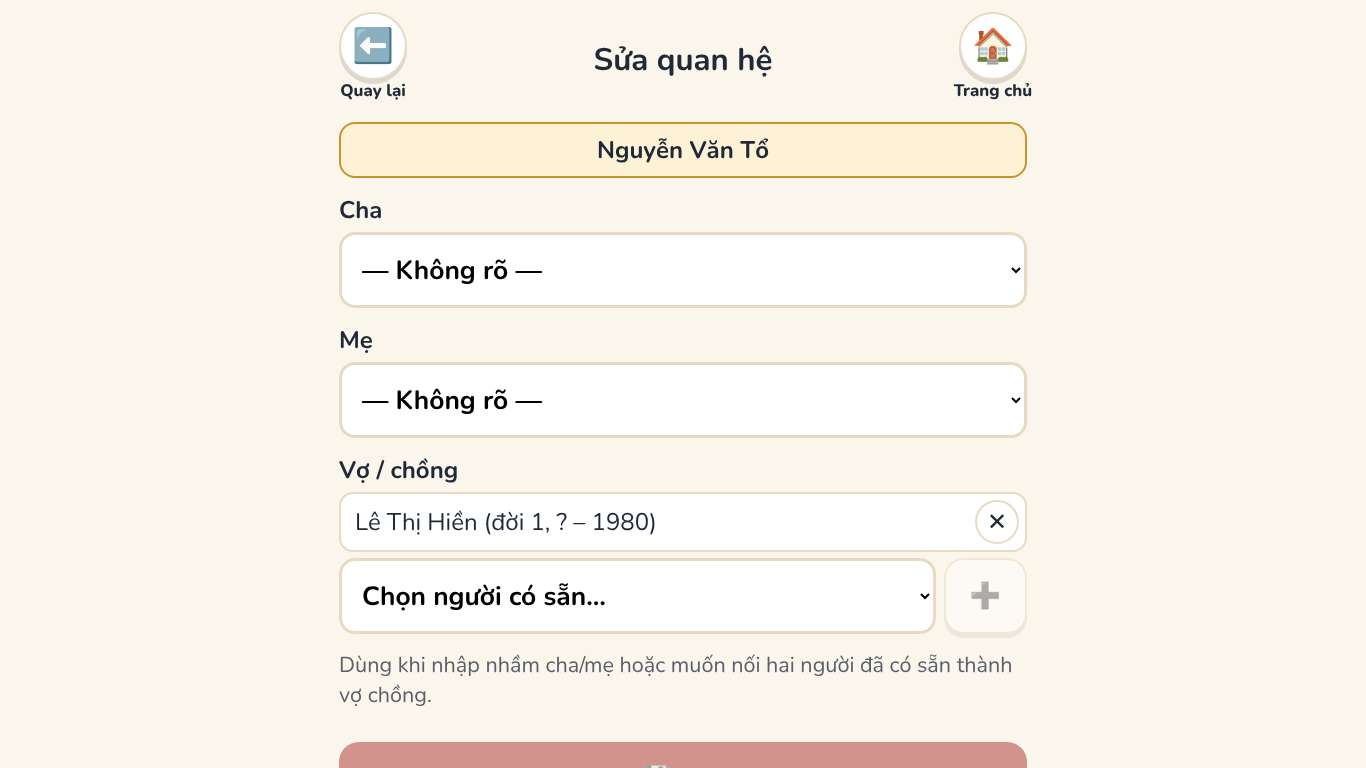 Quay lại
Sửa quan hệ
Trang chủ
Nguyễn Văn Tổ
Cha
— Không rõ —
Mẹ
— Không rõ —
Vợ / chồng
Lê Thị Hiền (đời 1, ? – 1980)
Chọn người có sẵn...
Dùng khi nhập nhầm cha/mẹ hoặc muốn nối hai người đã có sẵn thành
vợ chồng.